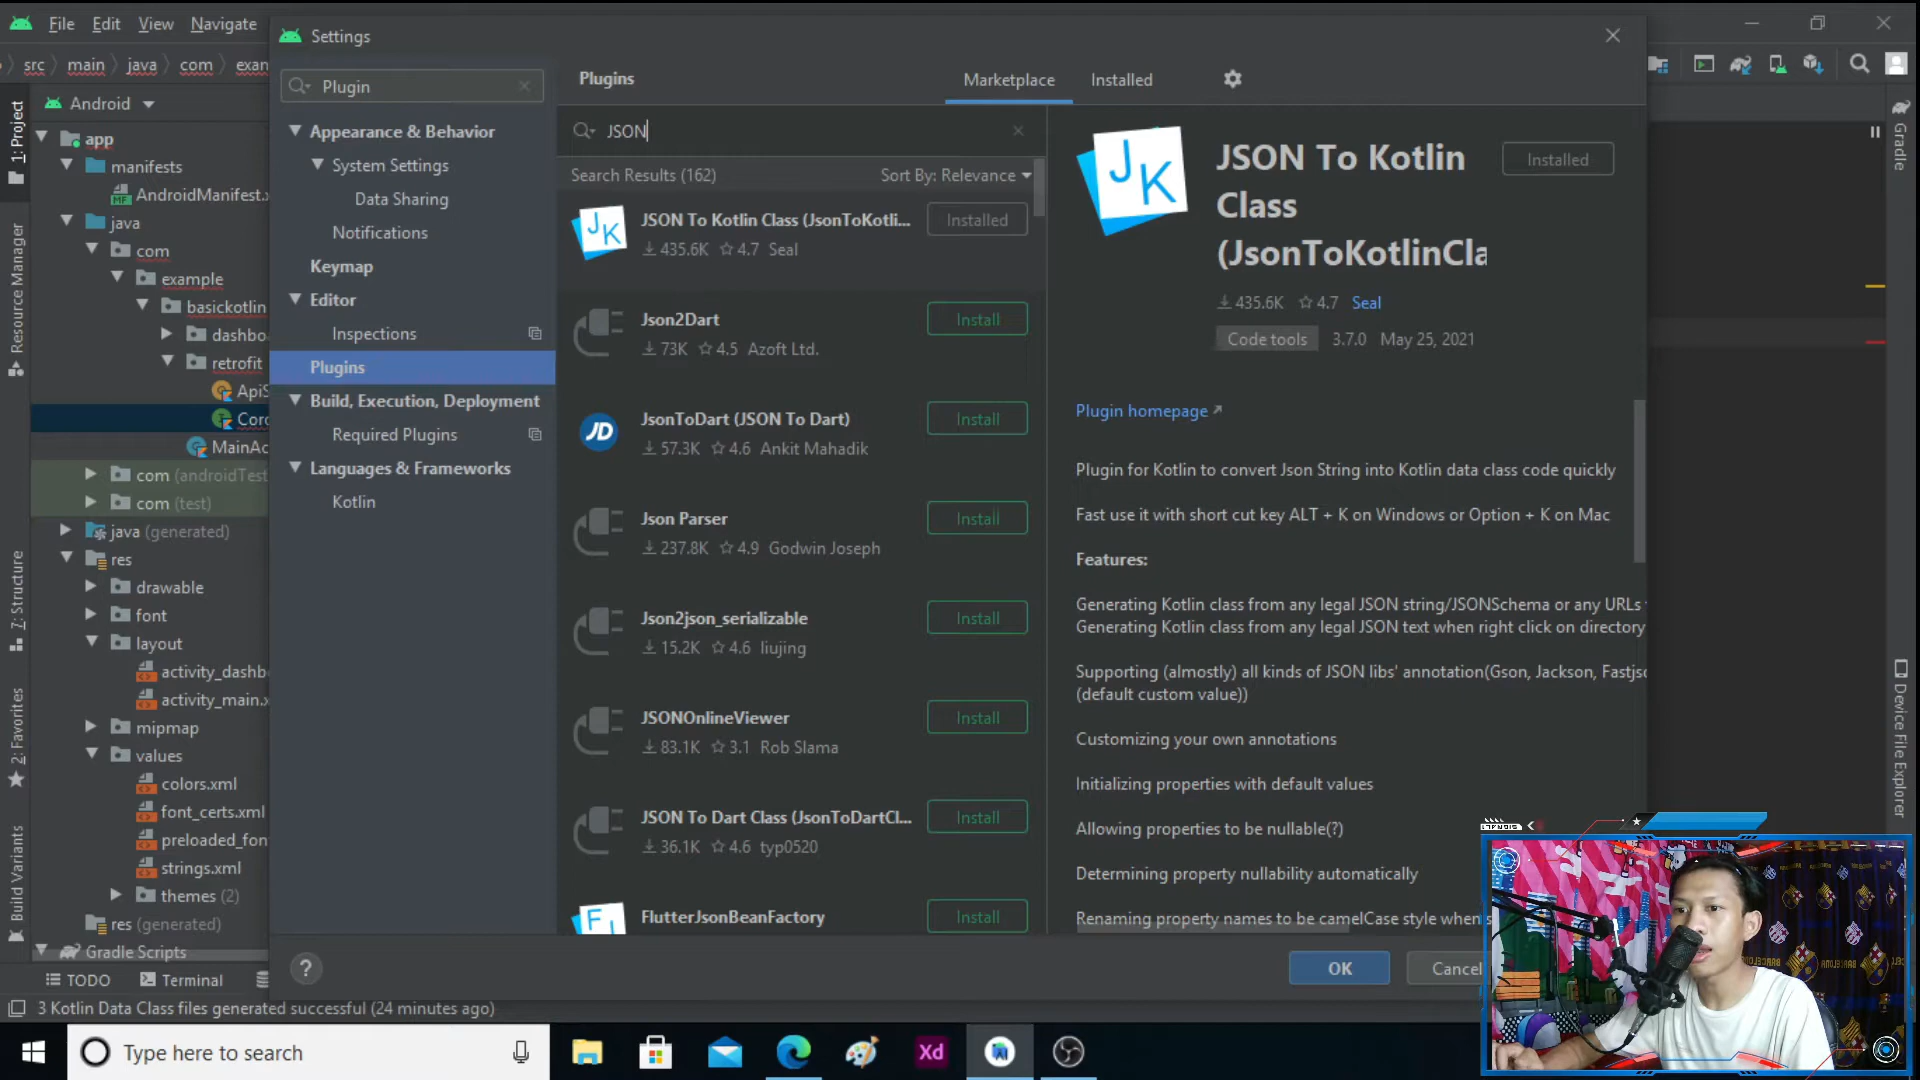 File Edit View Navigate
src main java com exan
Android
app
manifests
AndroidManifest.x
java
com
example
basickotlin
dashbo
retrofit
ApiS
Coro
MainAc
com (androidTest
com (test)
java (generated)
res
drawable
font
layout
activity_dashb
activity_main.x
mipmap
values
colors.xml
font_certs.xml
preloaded_fon
strings.xml
themes (2)
res (generated)
Gradle Scripts
1: Project
Resource Manager
7: Structure
2: Favorites
Build Variants
Settings
Plugin
Appearance & Behavior
System Settings
Data Sharing
Notifications
Keymap
Editor
Inspections
Plugins
Build, Execution, Deployment
Required Plugins
Languages & Frameworks
Kotlin
Plugins
Marketplace Installed
JSON
Search Results (162) Sort By: Relevance
JSON To Kotlin Class (JsonToKotli... Installed
435.6K 4.7 Seal
Json2Dart Install
73K 4.5 Azoft Ltd.
JsonToDart (JSON To Dart) Install
57.3K 4.6 Ankit Mahadik
Json Parser Install
237.8K 4.9 Godwin Joseph
Json2json_serializable Install
15.2K 4.6 liujing
JSONOnlineViewer Install
83.1K 3.1 Rob Slama
JSON To Dart Class (JsonToDartCl... Install
36.1K 4.6 typ0520
FlutterJsonBeanFactory Install
JK
JSON To Kotlin Installed
Class
(JsonToKotlinCla
435.6K 4.7 Seal
Code tools 3.7.0 May 25, 2021
Plugin homepage
Plugin for Kotlin to convert Json String into Kotlin data class code quickly
Fast use it with short cut key ALT + K on Windows or Option + K on Mac
Features:
Generating Kotlin class from any legal JSON string/JSONSchema or any URLs
Generating Kotlin class from any legal JSON text when right click on directory
Supporting (almostly) all kinds of JSON libs' annotation(Gson, Jackson, Fastjso
(default custom value))
Customizing your own annotations
Initializing properties with default values
Allowing properties to be nullable(?)
Determining property nullability automatically
Renaming property names to be camelCase style when
OK Cancel
Gradle
Device File Explorer
TODO Terminal
3 Kotlin Data Class files generated successful (24 minutes ago)
Type here to search
Xd